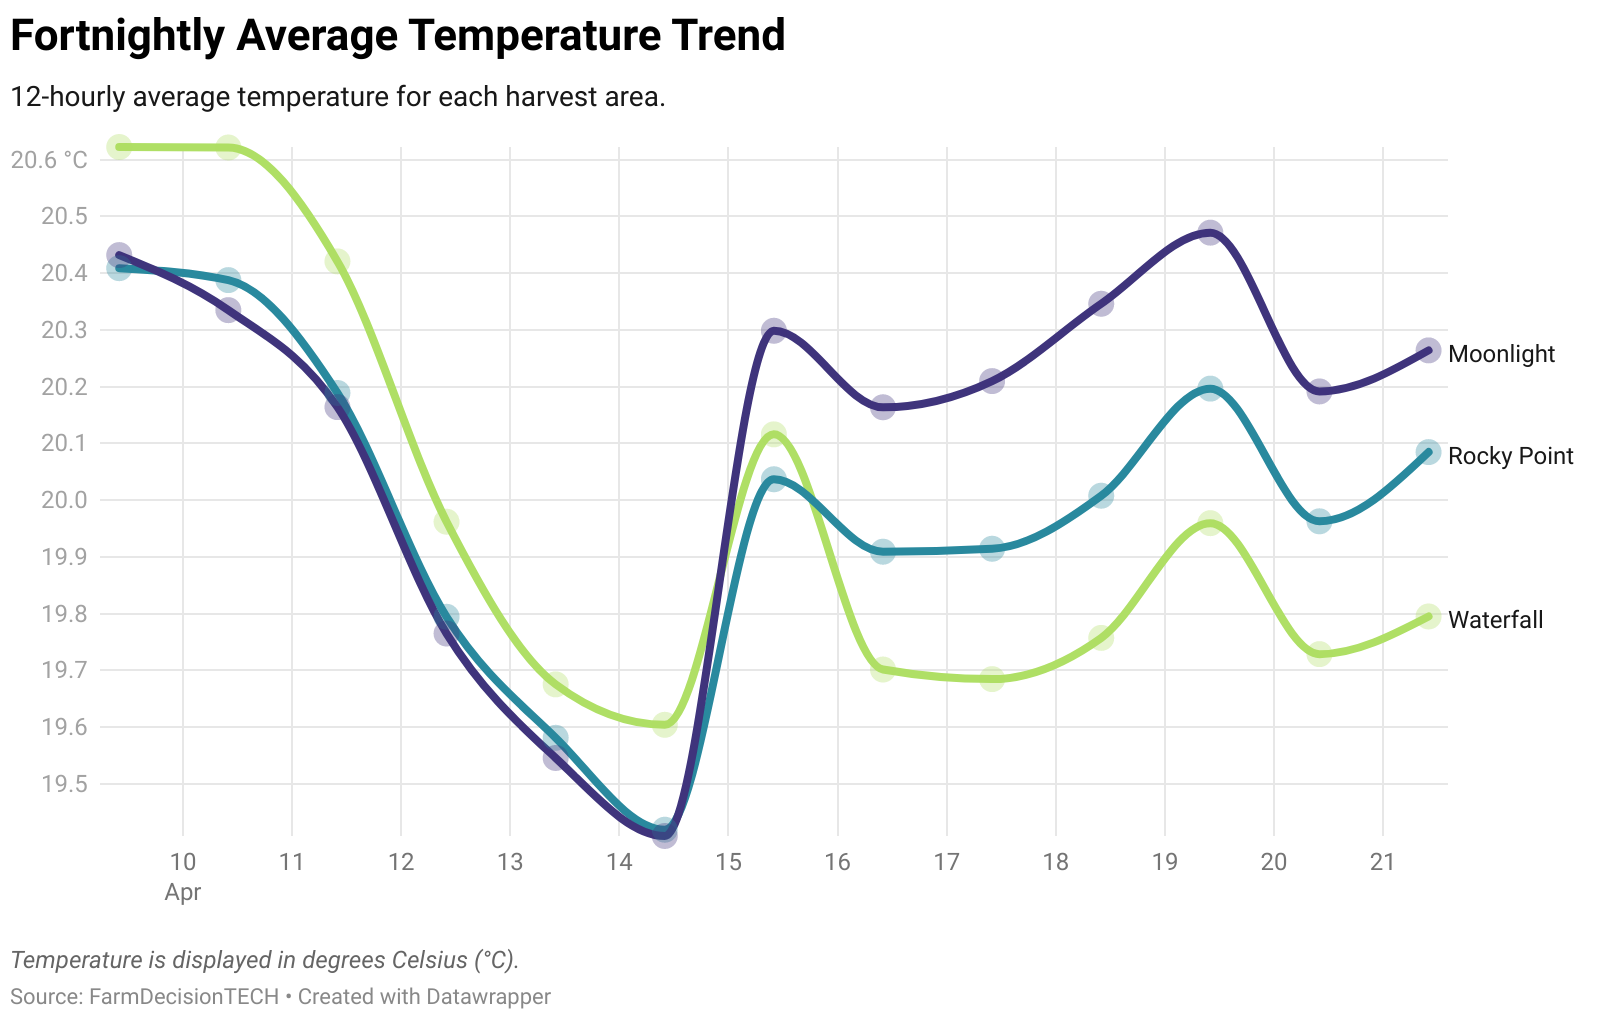 Fortnightly Average Temperature Trend
12-hourly average temperature for each harvest area.
20.6 °C
20.5
20.4
20.3
20.2
20.1
20.0
19.9
19.8
19.7
19.6
19.5
Moonlight
Rocky Point
Waterfall
10 11 12 13 14 15 16 17 18 19 20 21
Apr
Temperature is displayed in degrees Celsius (°C).
Source: FarmDecisionTECH • Created with Datawrapper